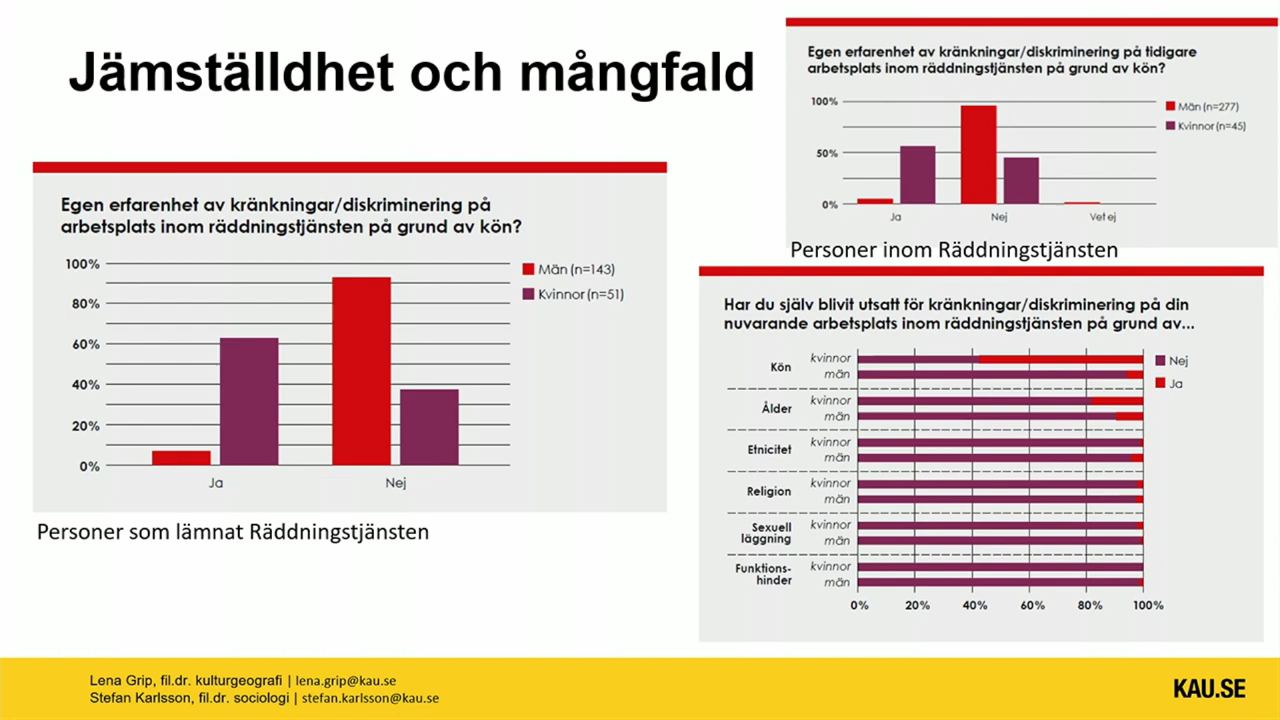 Jämställdhet och mångfald
Egen erfarenhet av kränkningar/diskriminering på
arbetsplats inom räddningstjänsten på grund av kön?
100%
80%
60%
40%
20%
0%
Ja
Nej
Män (n=143)
Kvinnor (n=51)
Personer som lämnat Räddningstjänsten
Egen erfarenhet av kränkningar/diskriminering på tidigare
arbetsplats inom räddningstjänsten på grund av kön?
100%
50%
0%
Ja
Nej
Vet ej
Män (n=277)
Kvinnor (n=45)
Personer inom Räddningstjänsten
Har du själv blivit utsatt för kränkningar/diskriminering på din
nuvarande arbetsplats inom räddningstjänsten på grund av...
Kön
kvinnor
män
Ålder
kvinnor
män
Etnicitet
kvinnor
män
Religion
kvinnor
män
Sexuell
läggning
kvinnor
män
Funktions-
hinder
kvinnor
män
0%
20%
40%
60%
80%
100%
Nej
Ja
Lena Grip, fil.dr. kulturgeografi | lena.grip@kau.se
Stefan Karlsson, fil.dr. sociologi | stefan.karlsson@kau.se
KAU.SE